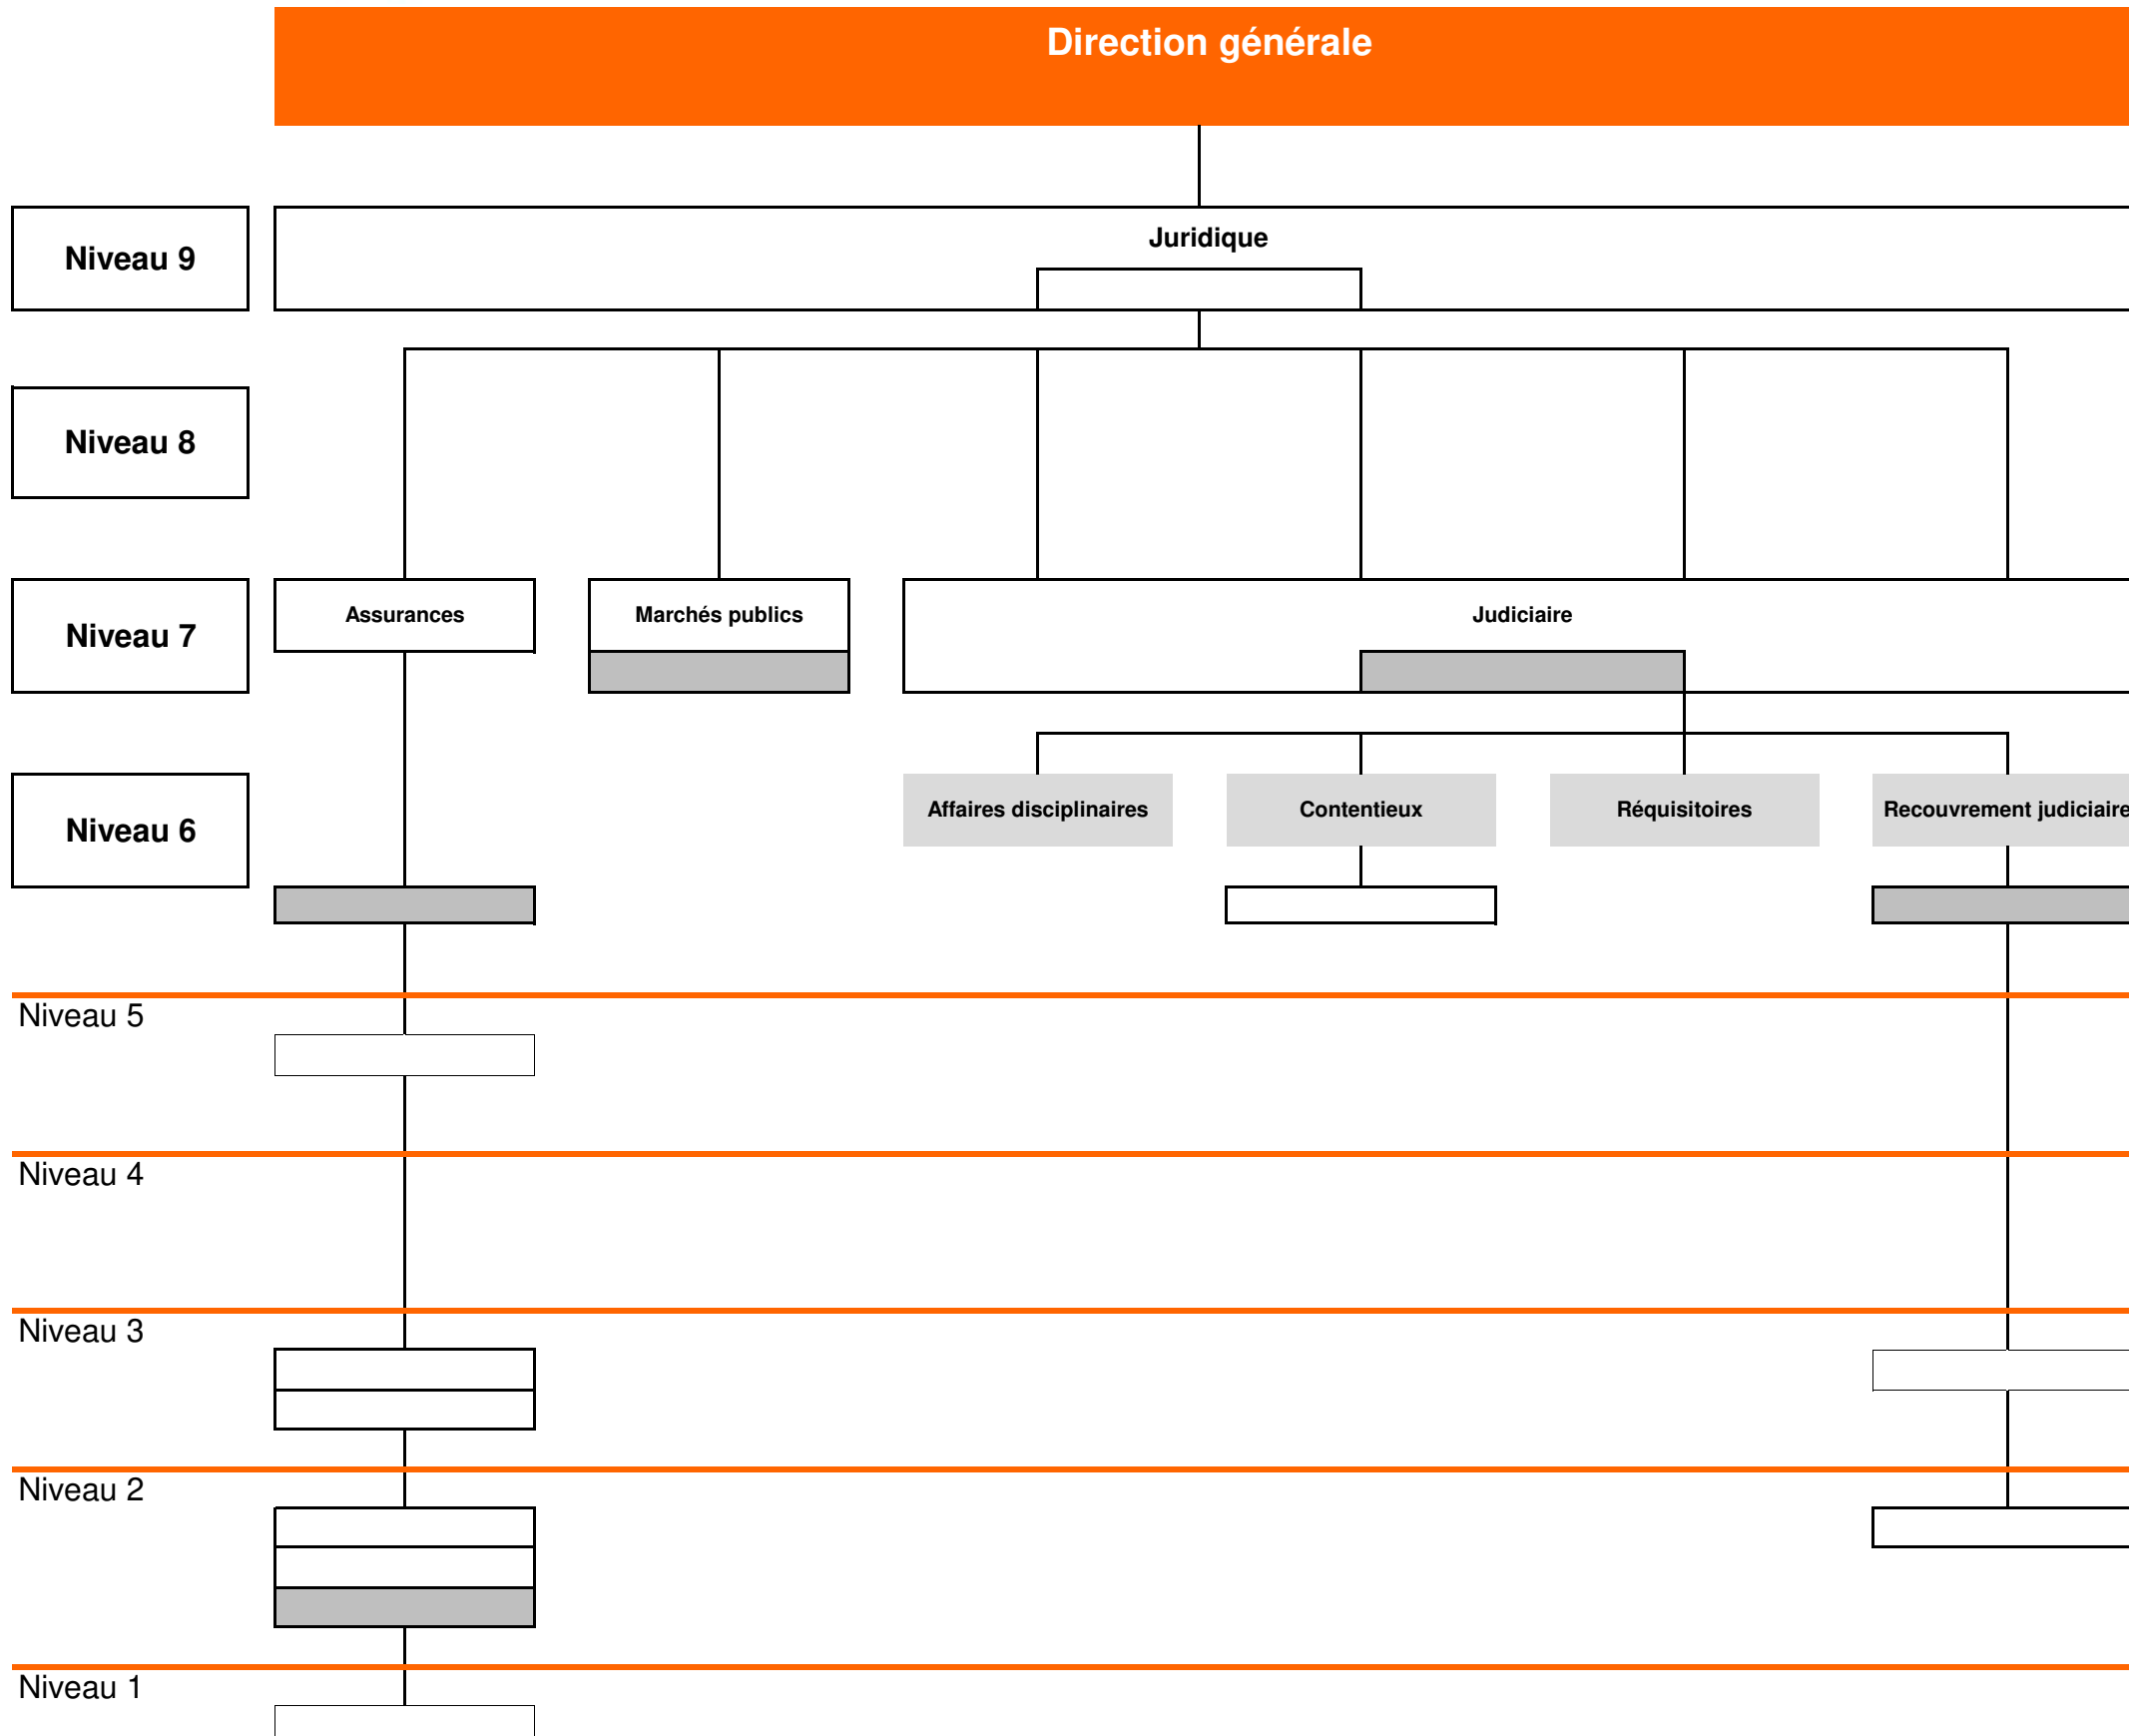 Direction générale
Niveau 9
Juridique
Niveau 8
Niveau 7
Assurances
Marchés publics
Judiciaire
Niveau 6
Affaires disciplinaires
Contentieux
Réquisitoires
Recouvrement judiciaire
Niveau 5
Niveau 4
Niveau 3
Niveau 2
Niveau 1